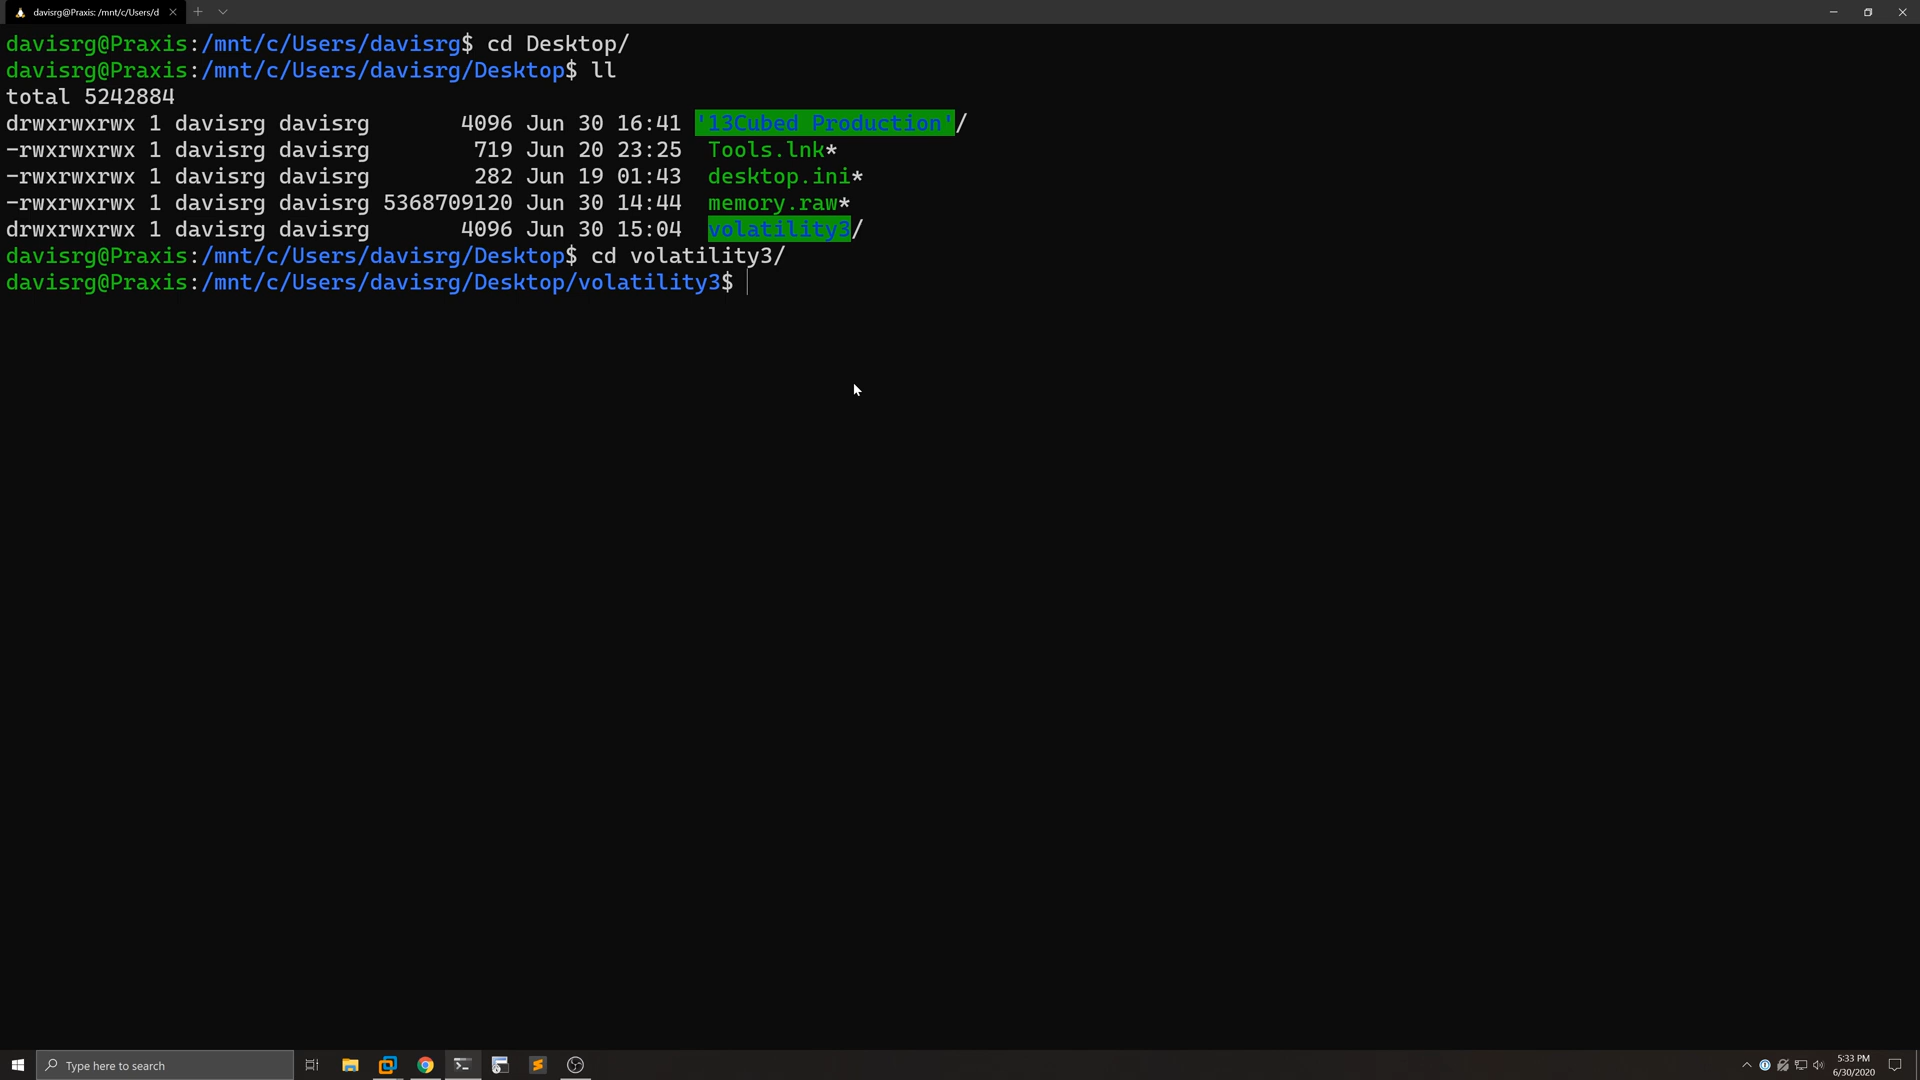 davisrg@Praxis: /mnt/c/Users/d
davisrg@Praxis:/mnt/c/Users/davisrg$ cd Desktop/
davisrg@Praxis:/mnt/c/Users/davisrg/Desktop$ ll
total 5242884
drwxrwxrwx 1 davisrg davisrg       4096 Jun 30 16:41 '13Cubed Production'/
-rwxrwxrwx 1 davisrg davisrg        719 Jun 20 23:25  Tools.lnk*
-rwxrwxrwx 1 davisrg davisrg        282 Jun 19 01:43  desktop.ini*
-rwxrwxrwx 1 davisrg davisrg 5368709120 Jun 30 14:44  memory.raw*
drwxrwxrwx 1 davisrg davisrg       4096 Jun 30 15:04  volatility3/
davisrg@Praxis:/mnt/c/Users/davisrg/Desktop$ cd volatility3/
davisrg@Praxis:/mnt/c/Users/davisrg/Desktop/volatility3$
Type here to search
5:33 PM
6/30/2020